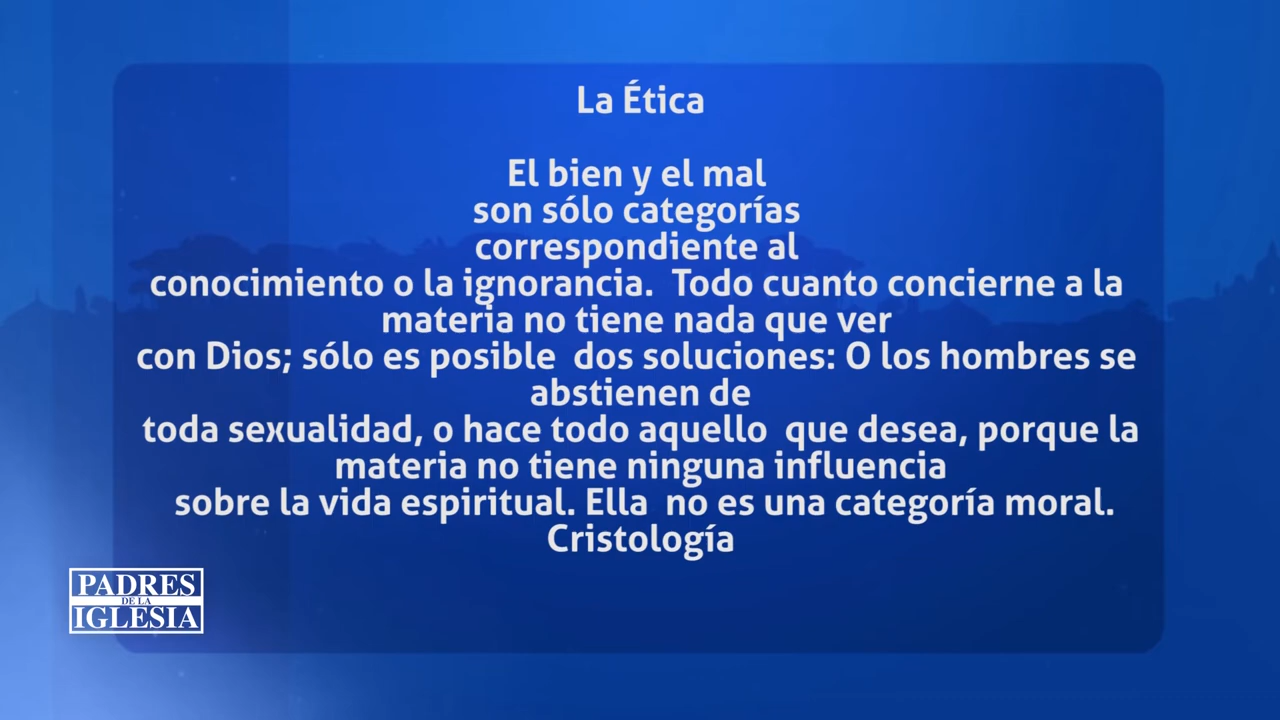 La Ética
El bien y el mal
son sólo categorías
correspondiente al
conocimiento o la ignorancia.  Todo cuanto concierne a la
materia no tiene nada que ver
con Dios; sólo es posible  dos soluciones: O los hombres se
abstienen de
toda sexualidad, o hace todo aquello  que desea, porque la
materia no tiene ninguna influencia
sobre la vida espiritual. Ella  no es una categoría moral.
Cristología
PADRES
DE LA
IGLESIA